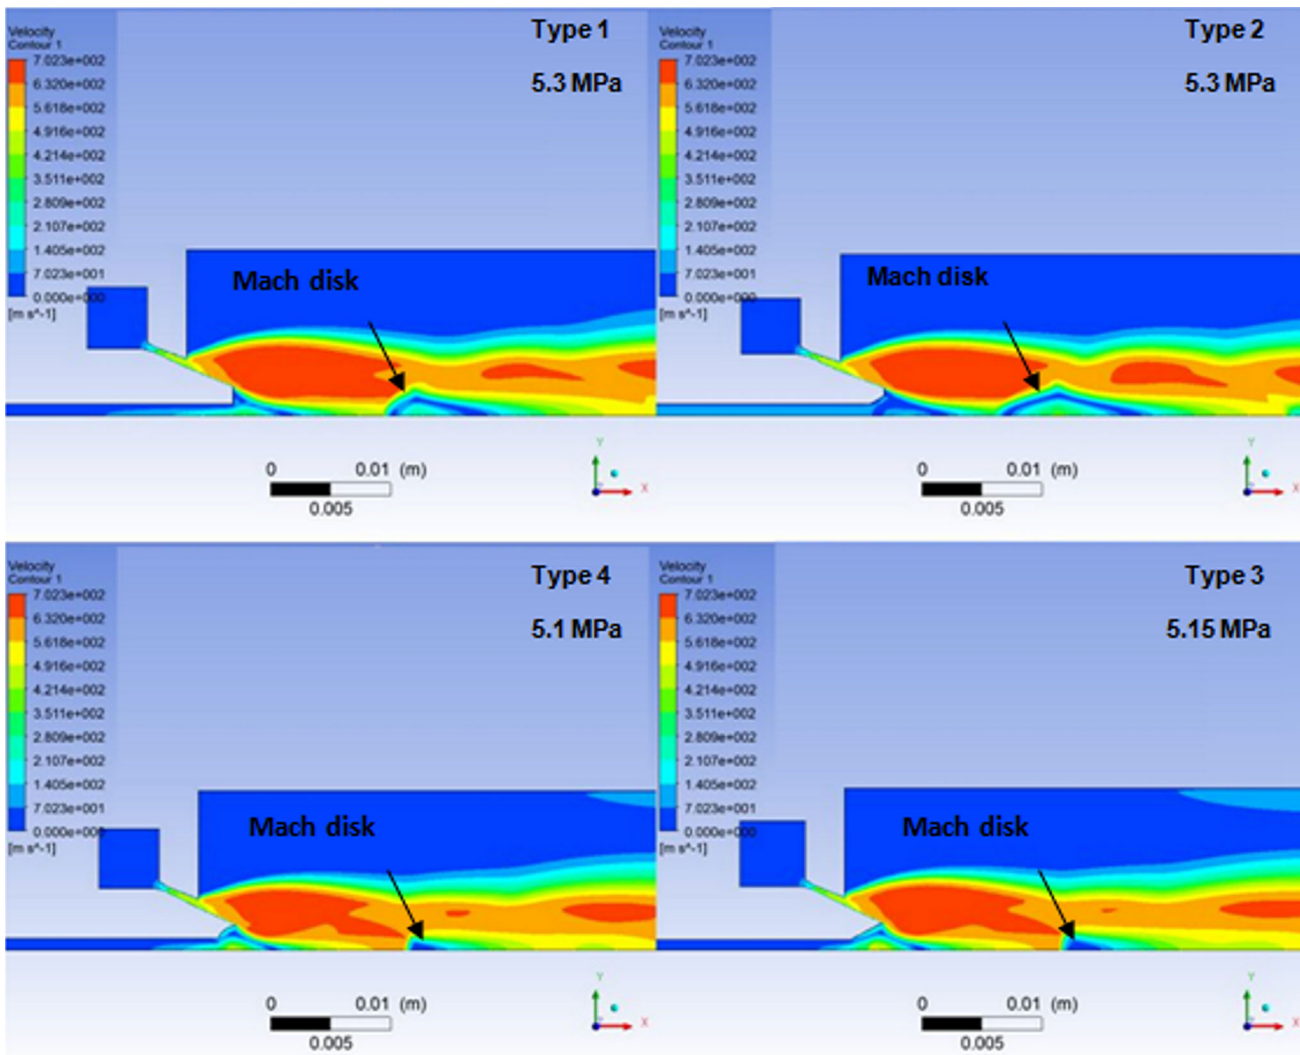 Velocity
Contour 1
7.023e+002
6.320e+002
5.618e+002
4.916e+002
4.214e+002
3.511e+002
2.809e+002
2.107e+002
1.405e+002
7.023e+001
0.000e+000
[m s^-1]
Type 1
5.3 MPa
Mach disk
0 0.01 (m)
0.005
Y
X
Velocity
Contour 1
7.023e+002
6.320e+002
5.618e+002
4.916e+002
4.214e+002
3.511e+002
2.809e+002
2.107e+002
1.405e+002
7.023e+001
0.000e+000
[m s^-1]
Type 2
5.3 MPa
Mach disk
0 0.01 (m)
0.005
Y
X
Velocity
Contour 1
7.023e+002
6.320e+002
5.618e+002
4.916e+002
4.214e+002
3.511e+002
2.809e+002
2.107e+002
1.405e+002
7.023e+001
0.000e+000
[m s^-1]
Type 4
5.1 MPa
Mach disk
0 0.01 (m)
0.005
Y
X
Velocity
Contour 1
7.023e+002
6.320e+002
5.618e+002
4.916e+002
4.214e+002
3.511e+002
2.809e+002
2.107e+002
1.405e+002
7.023e+001
0.000e+000
[m s^-1]
Type 3
5.15 MPa
Mach disk
0 0.01 (m)
0.005
Y
X